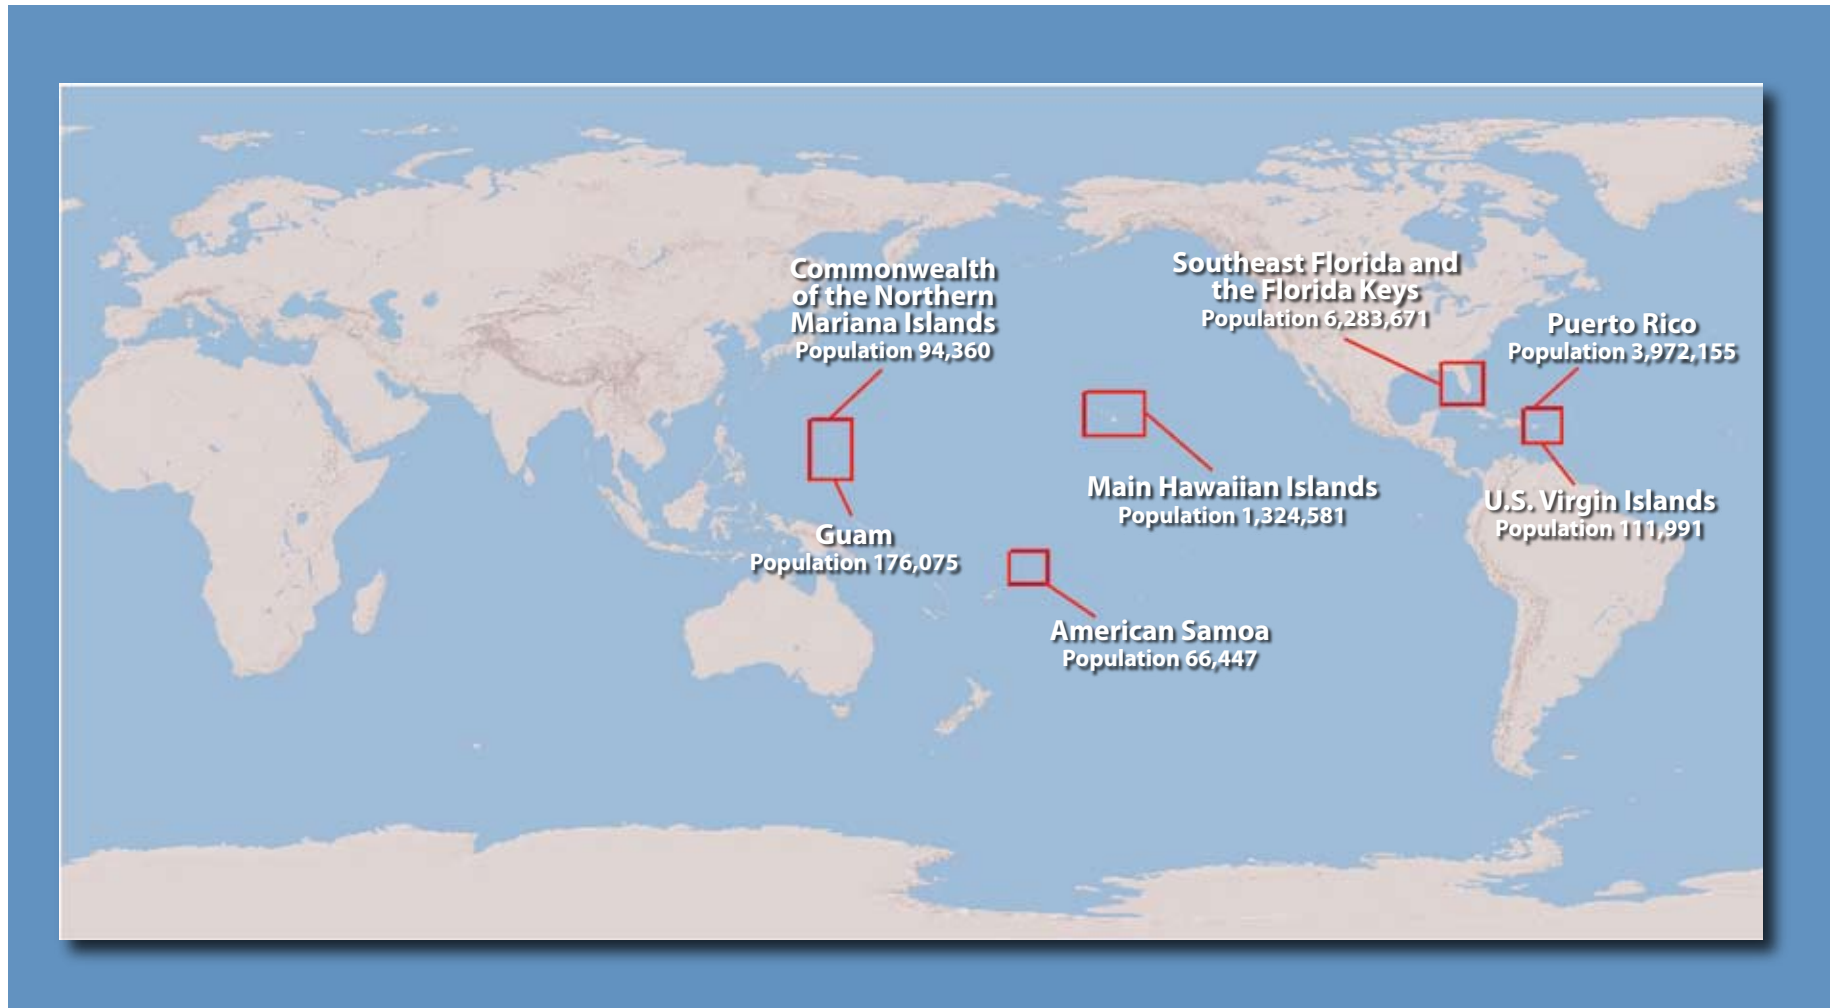 Commonwealth
of the Northern
Mariana Islands
Population 94,360
Southeast Florida and
the Florida Keys
Population 6,283,671
Puerto Rico
Population 3,972,155
Main Hawaiian Islands
Population 1,324,581
U.S. Virgin Islands
Population 111,991
Guam
Population 176,075
American Samoa
Population 66,447